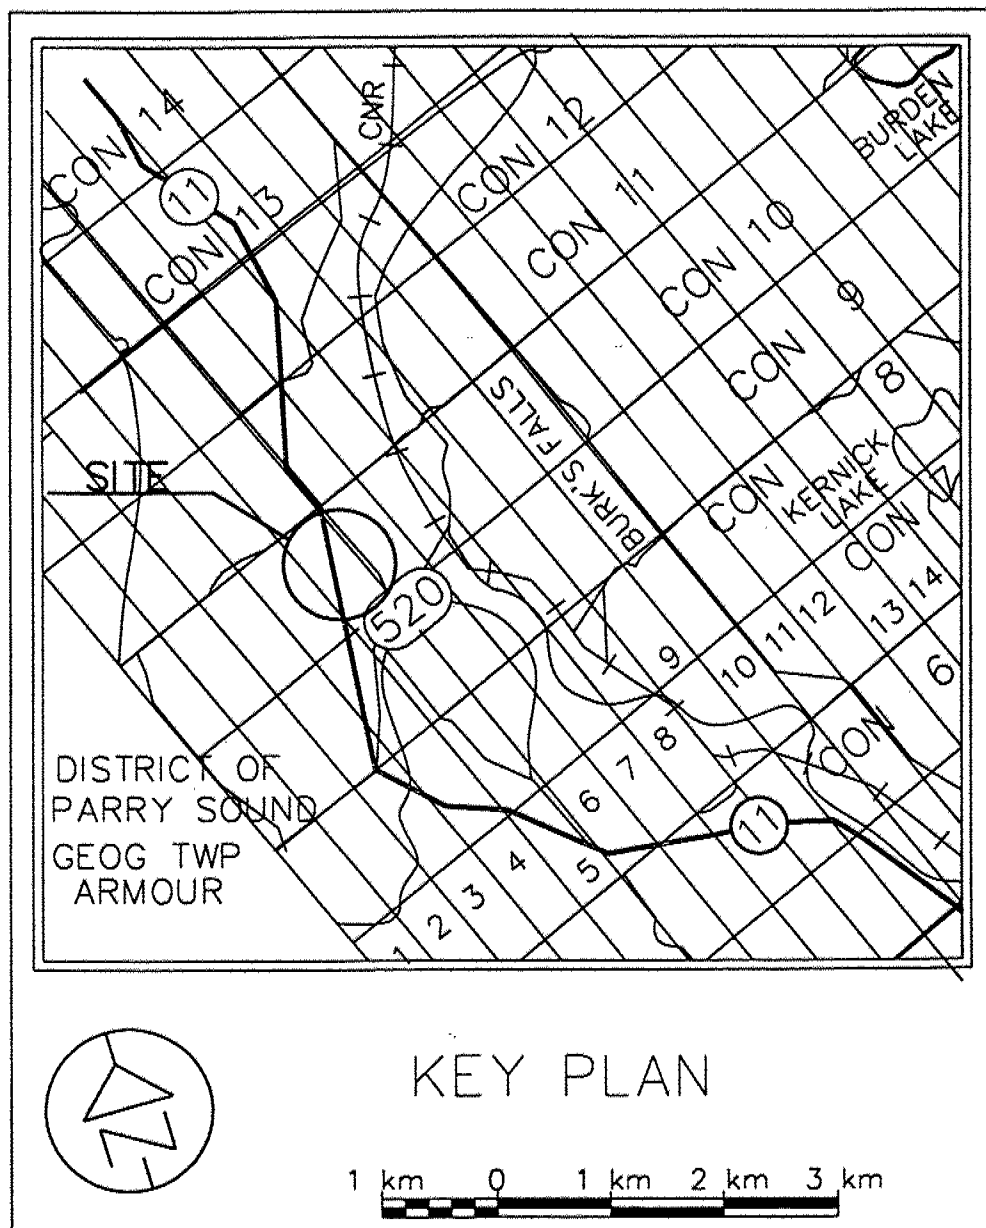 CON 14
11
CON 13
CNR
CON 12
CON 11
CON 10
BURDEN
LAKE
CON 9
CON 8
KERNICK
LAKE
CON 7
BURK'S FALLS
SITE
520
1 2 3 4 5 6 7 8 9 10 11 12 13 14
CON 6
11
DISTRICT OF
PARRY SOUND
GEOG TWP
ARMOUR
N
KEY PLAN
1 km 0 1 km 2 km 3 km